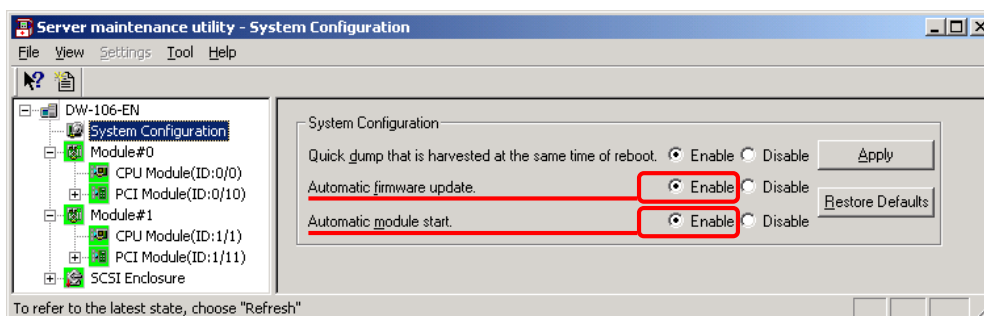 Server maintenance utility - System Configuration
File View Settings Tool Help
DW-106-EN
System Configuration
Module#0
CPU Module(ID:0/0)
PCI Module(ID:0/10)
Module#1
CPU Module(ID:1/1)
PCI Module(ID:1/11)
SCSI Enclosure
System Configuration
Quick dump that is harvested at the same time of reboot. Enable Disable Apply
Automatic firmware update. Enable Disable
Restore Defaults
Automatic module start. Enable Disable
To refer to the latest state, choose "Refresh"